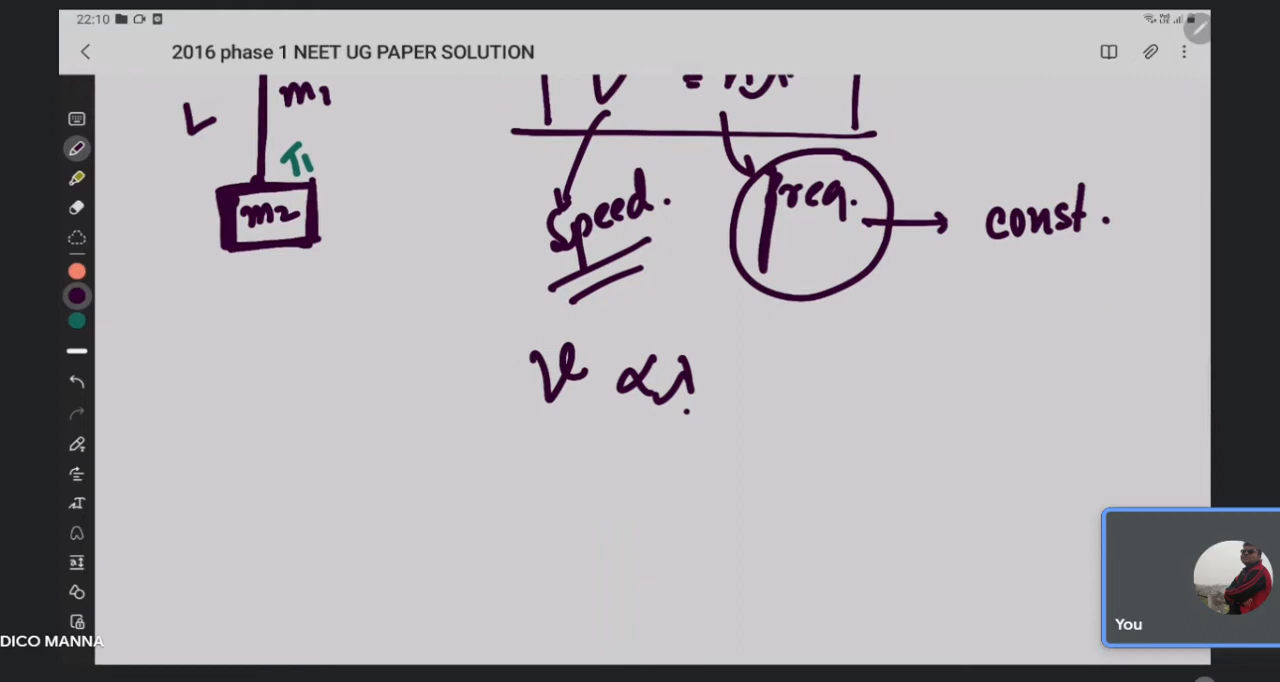 22:10
2016 phase 1 NEET UG PAPER SOLUTION
m1
L
T1
m2
Speed.
freq.
const.
v ∝ λ
You
DICO MANNA